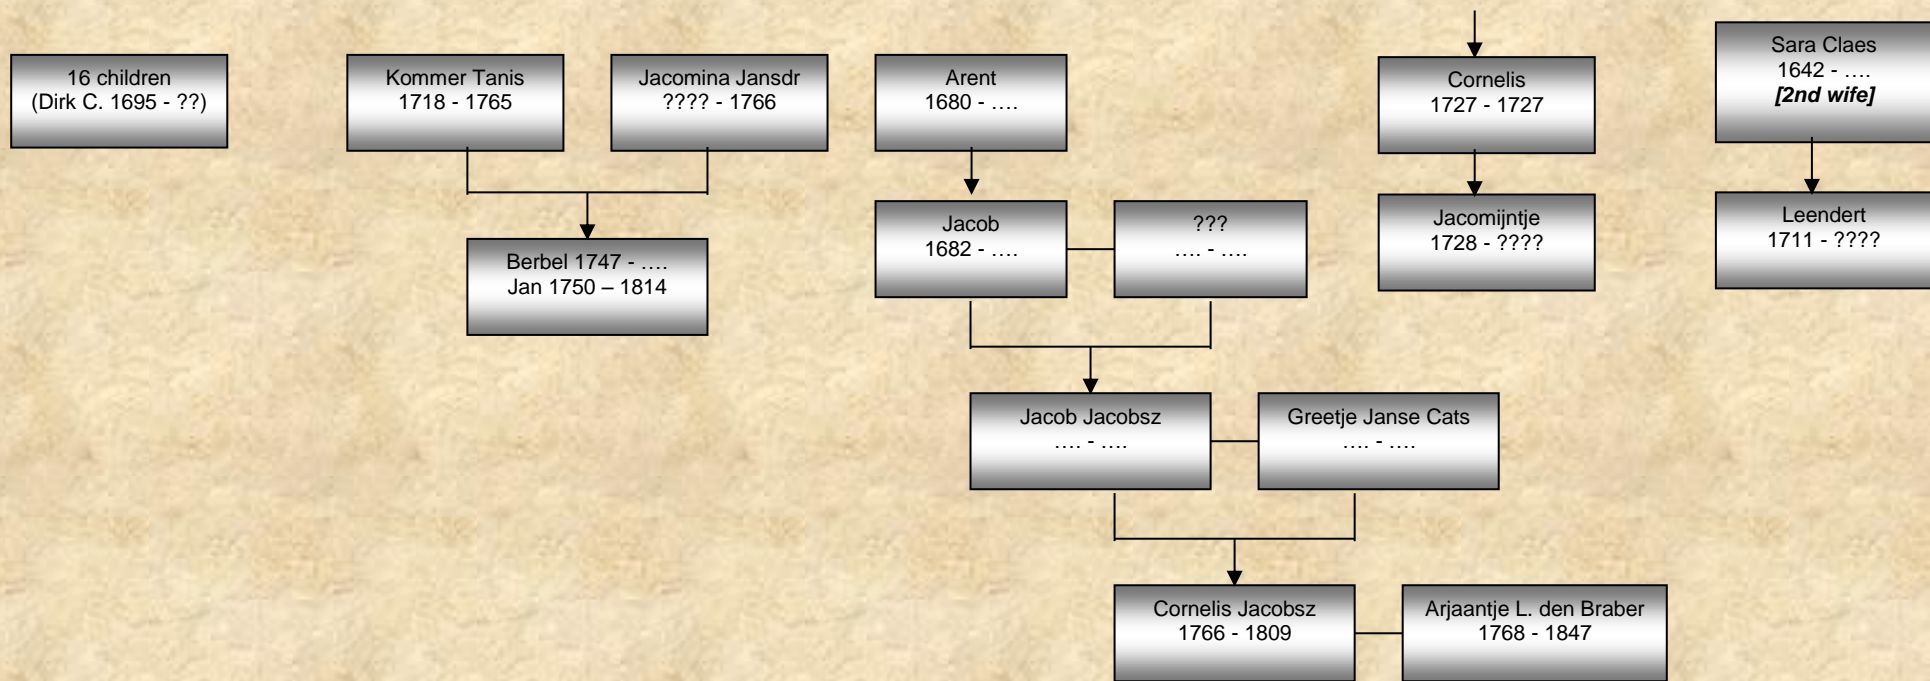 16 children
(Dirk C. 1695 - ??)
Kommer Tanis
1718 - 1765
Jacomina Jansdr
???? - 1766
Arent
1680 - ....
Cornelis
1727 - 1727
Sara Claes
1642 - ....
[2nd wife]
Berbel 1747 - ....
Jan 1750 – 1814
Jacob
1682 - ....
???
.... - ....
Jacomijntje
1728 - ????
Leendert
1711 - ????
Jacob Jacobsz
.... - ....
Greetje Janse Cats
.... - ....
Cornelis Jacobsz
1766 - 1809
Arjaantje L. den Braber
1768 - 1847